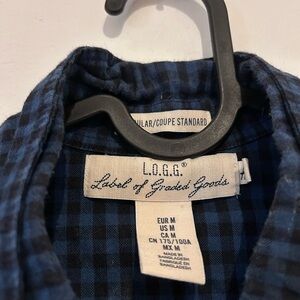 ULAR/COUPE STANDARD
L.O.G.G.®
Label of Graded Goods
EUR M
US M
CA M
CN 175/100A
MX M
MADE IN
BANGLADESH
FABRIQUÉ EN
BANGLADESH